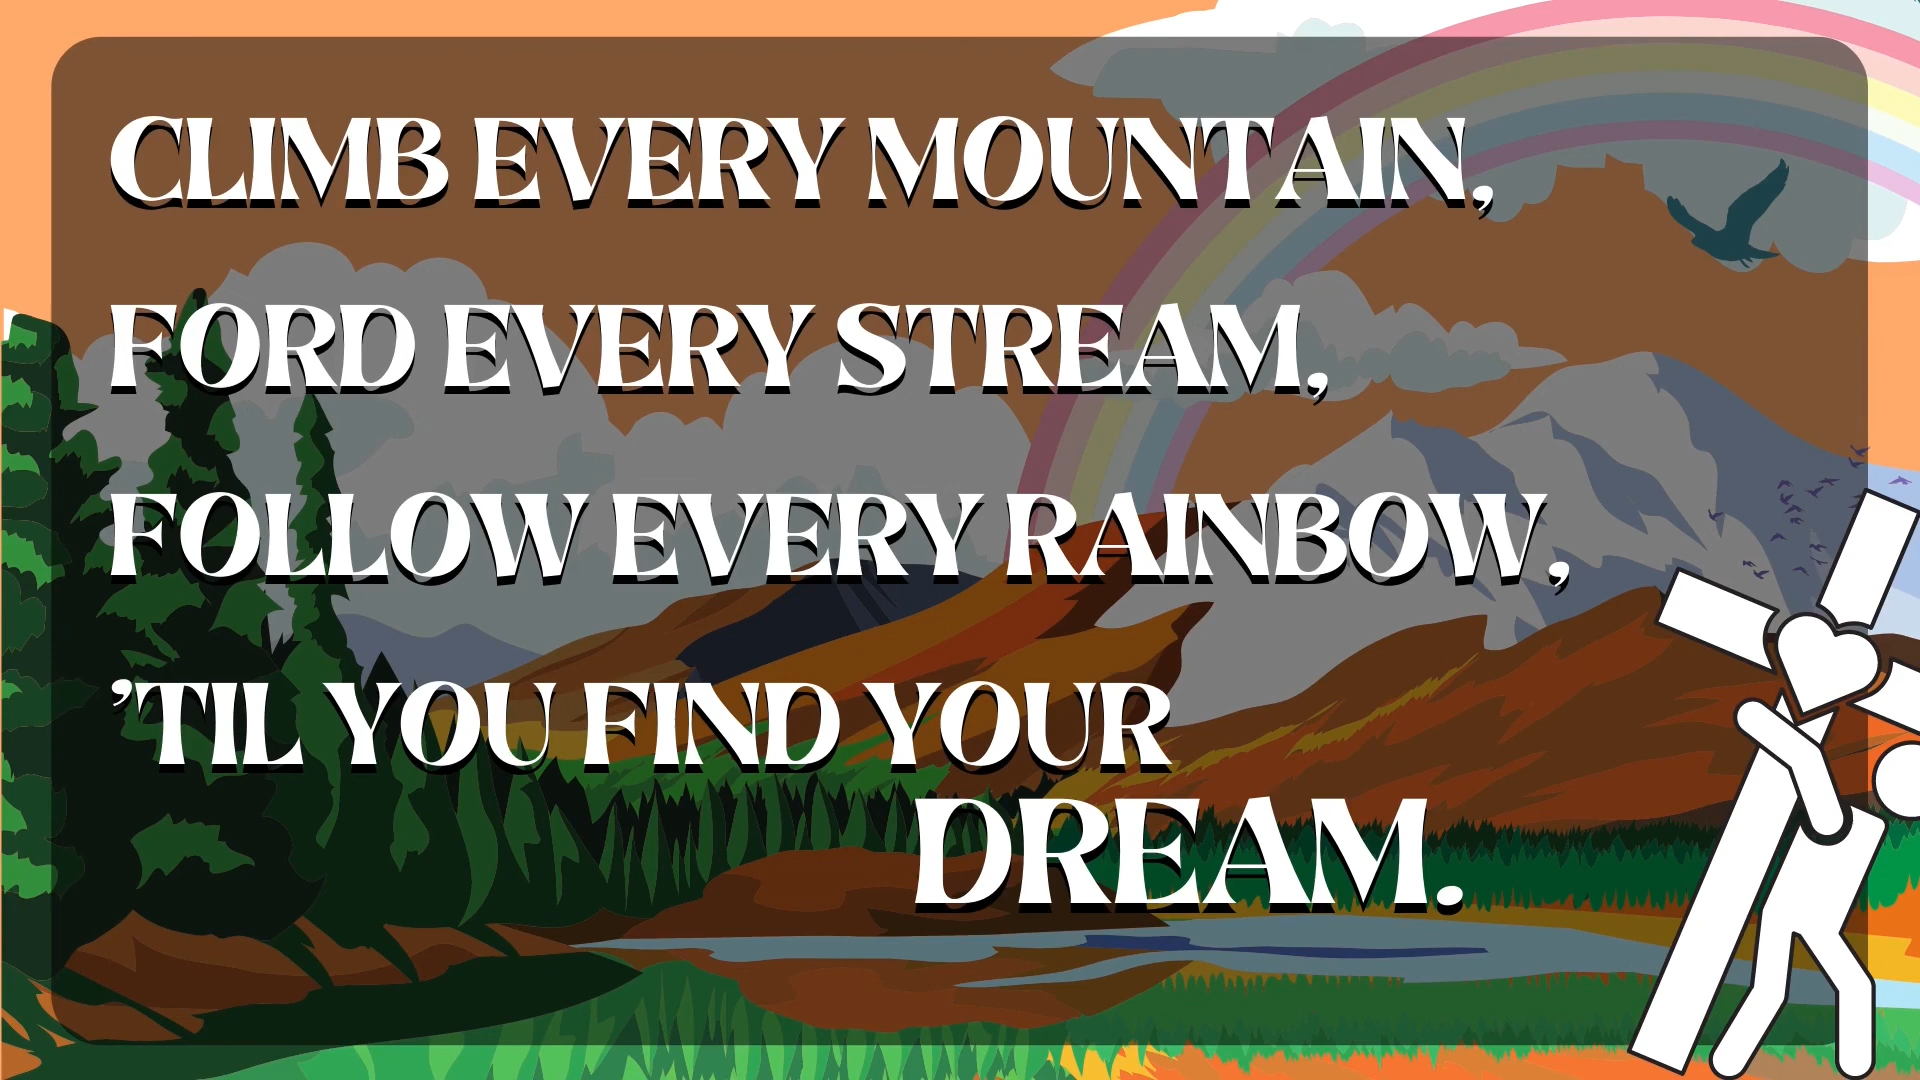 CLIMB EVERY MOUNTAIN,
FORD EVERY STREAM,
FOLLOW EVERY RAINBOW,
’TIL YOU FIND YOUR
DREAM.